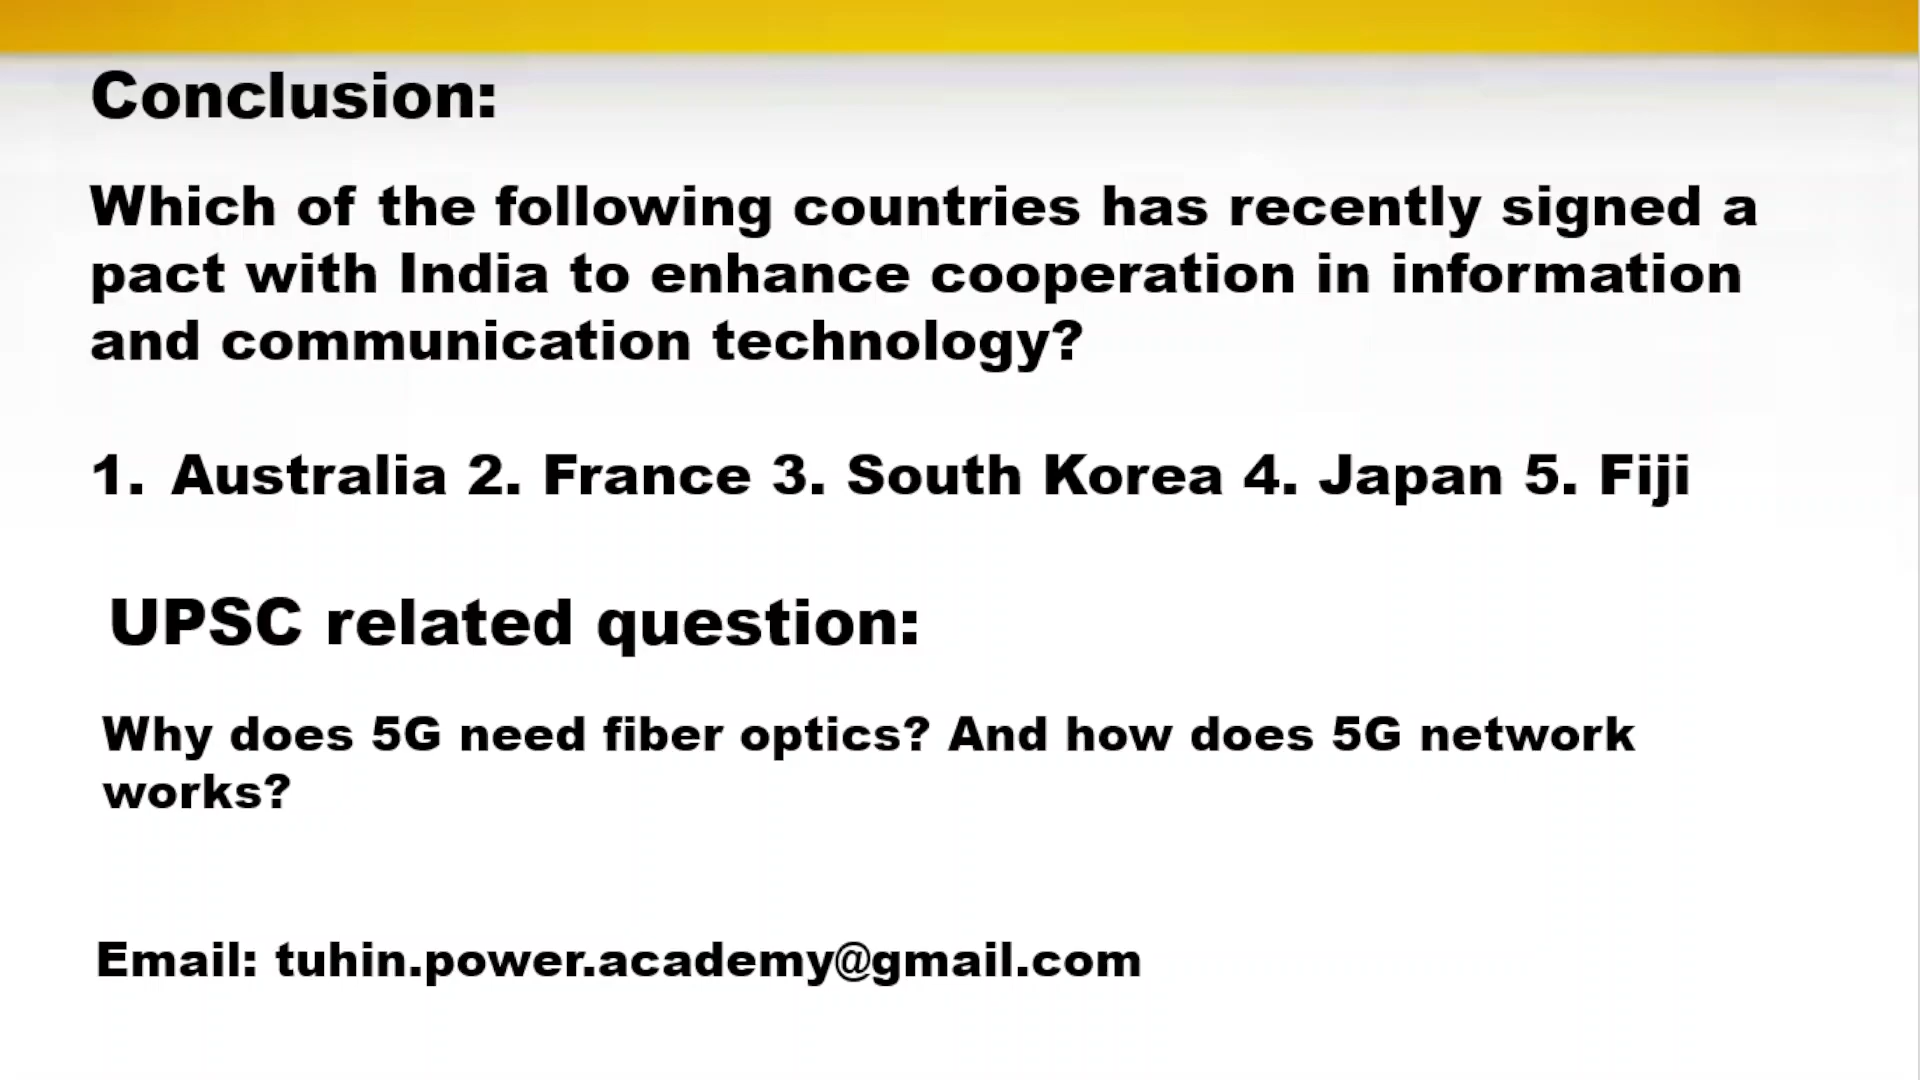 Conclusion:
Which of the following countries has recently signed a
pact with India to enhance cooperation in information
and communication technology?
1. Australia 2. France 3. South Korea 4. Japan 5. Fiji
UPSC related question:
Why does 5G need fiber optics? And how does 5G network
works?
Email: tuhin.power.academy@gmail.com